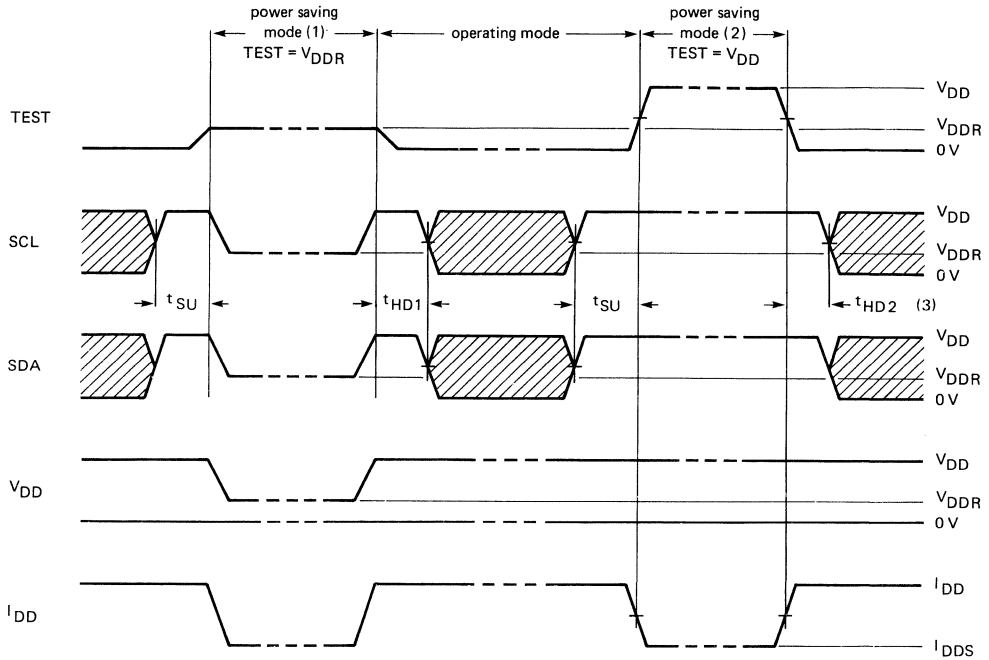 power saving
mode (1)
TEST = VDDR
operating mode
power saving
mode (2)
TEST = VDD
TEST
VDD
VDDR
0 V
SCL
VDD
VDDR
0 V
tSU
tHD1
tSU
tHD2 (3)
SDA
VDD
VDDR
0 V
VDD
VDD
VDDR
0 V
IDD
IDD
IDDS